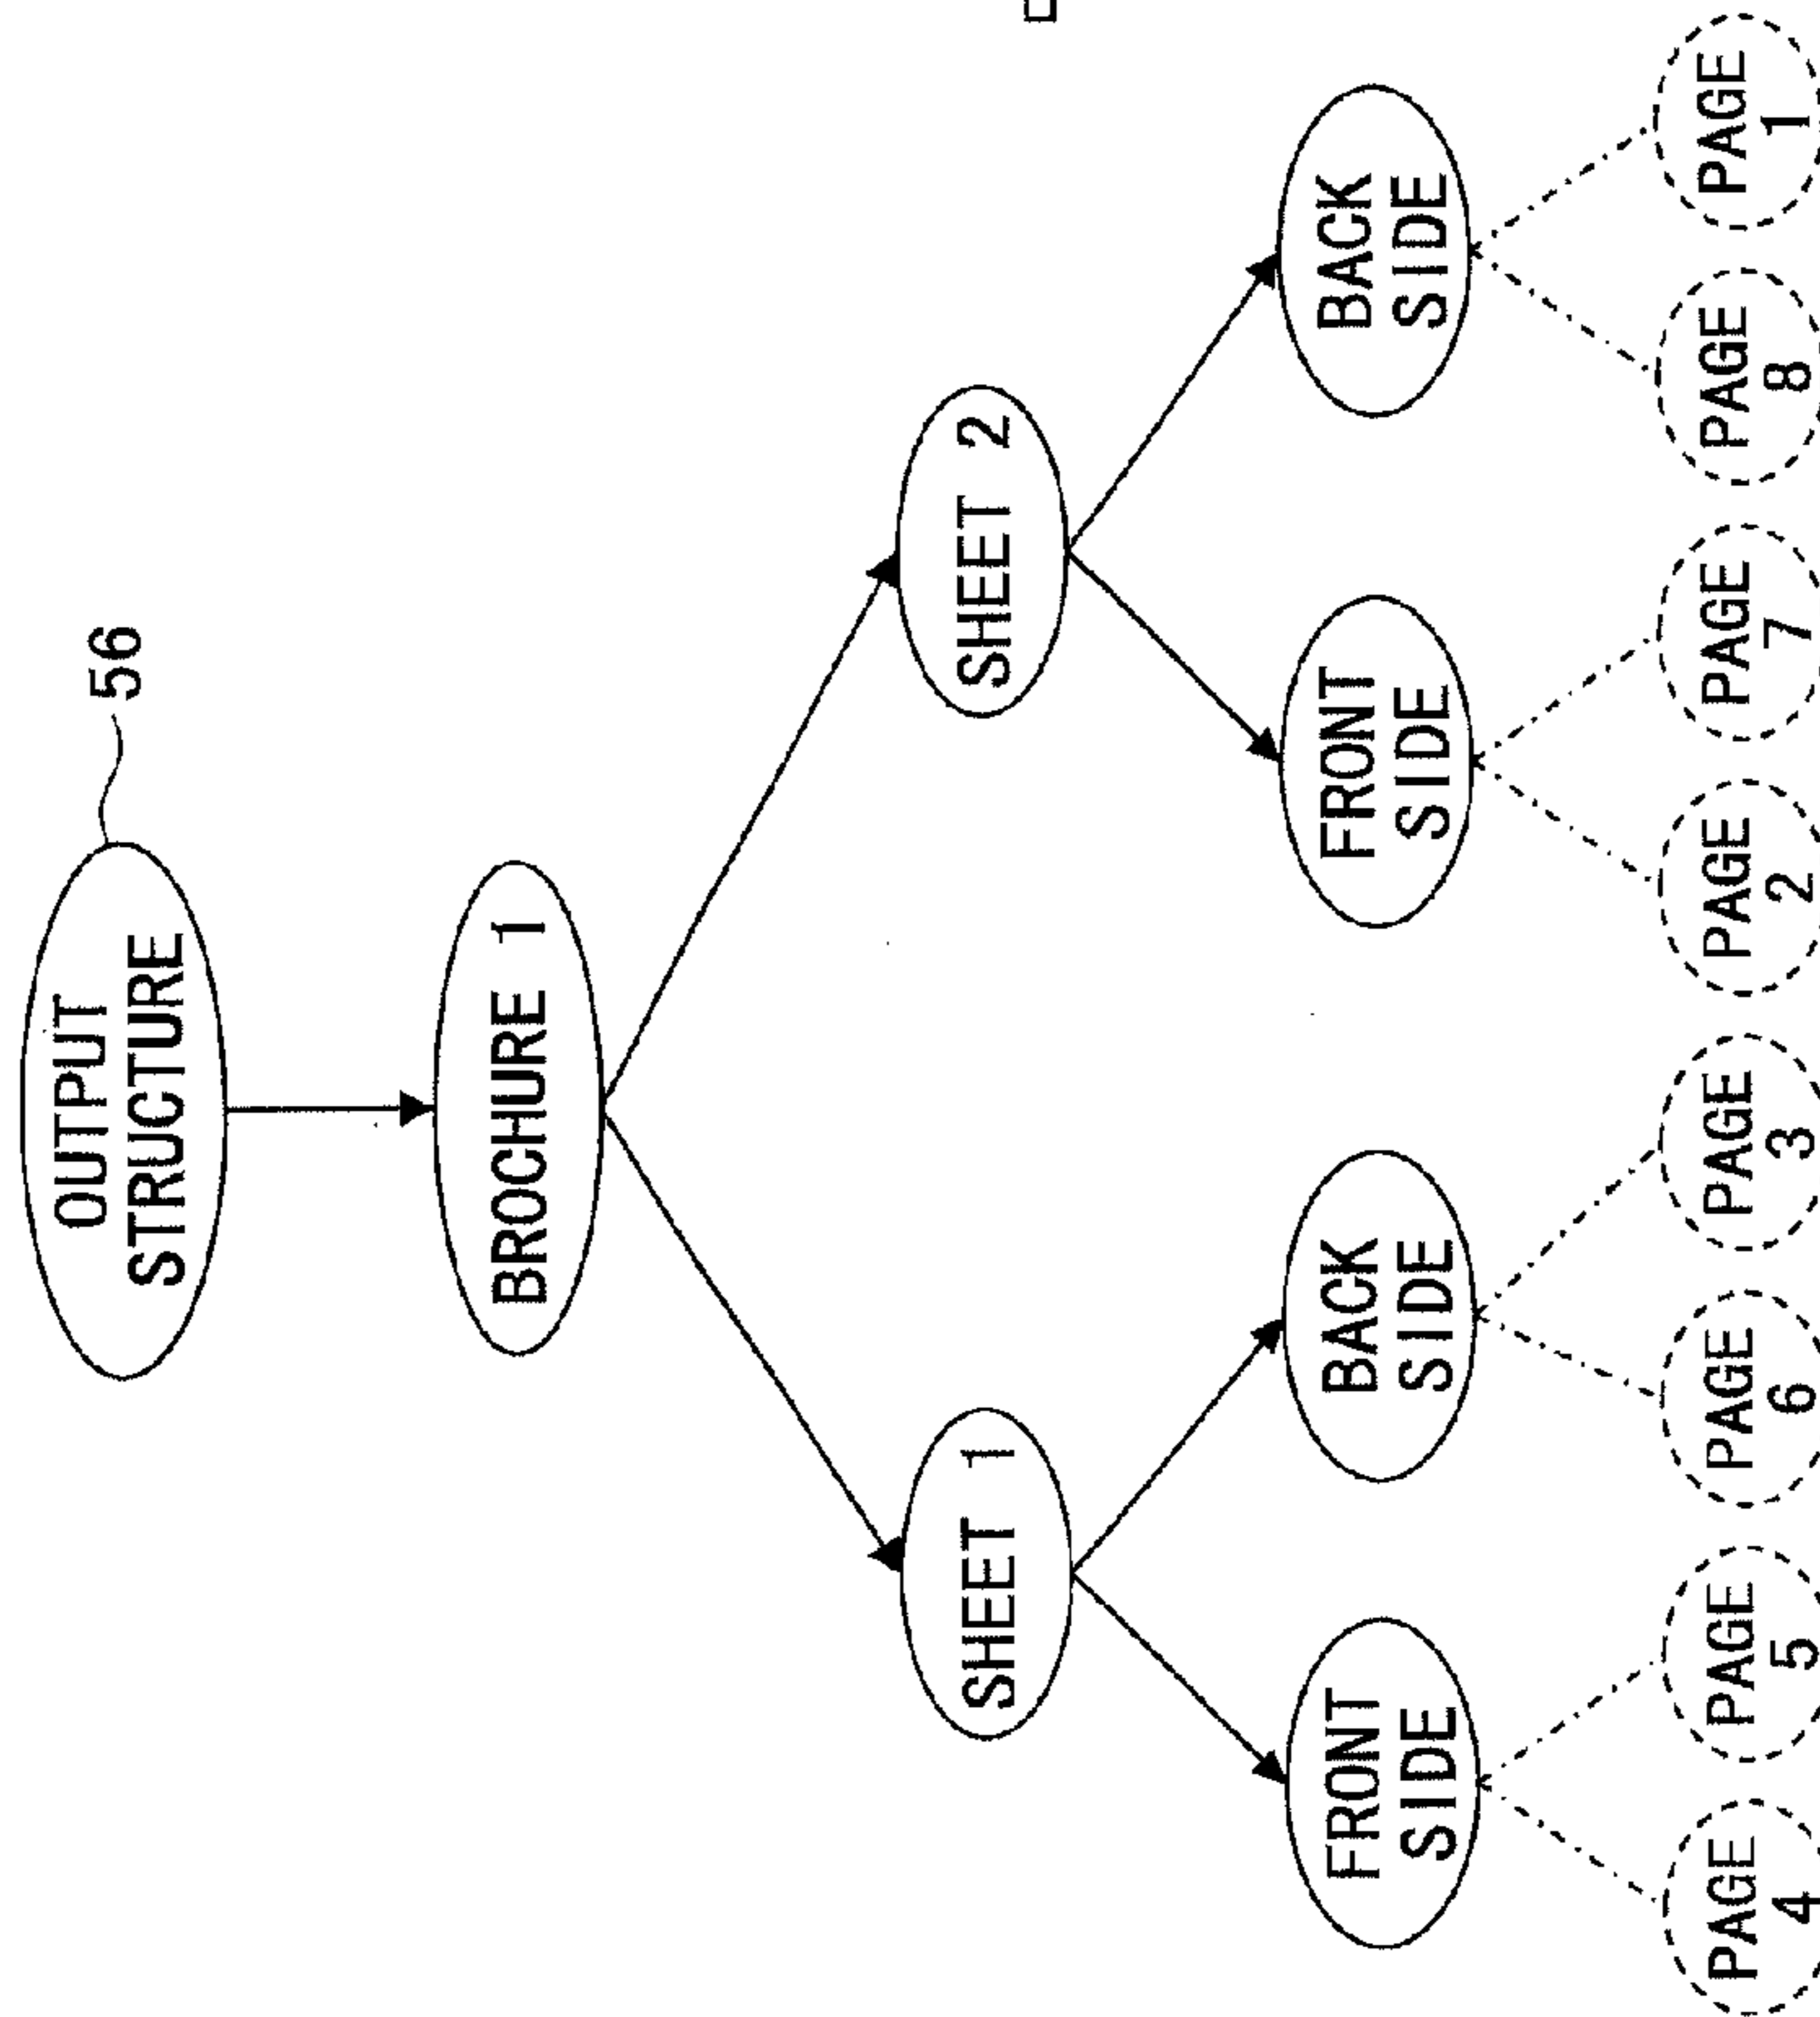 OUTPUT
STRUCTURE
56
BROCHURE 1
SHEET 1
SHEET 2
FRONT
SIDE
BACK
SIDE
FRONT
SIDE
BACK
SIDE
PAGE
4
PAGE
5
PAGE
6
PAGE
3
PAGE
2
PAGE
7
PAGE
8
PAGE
1